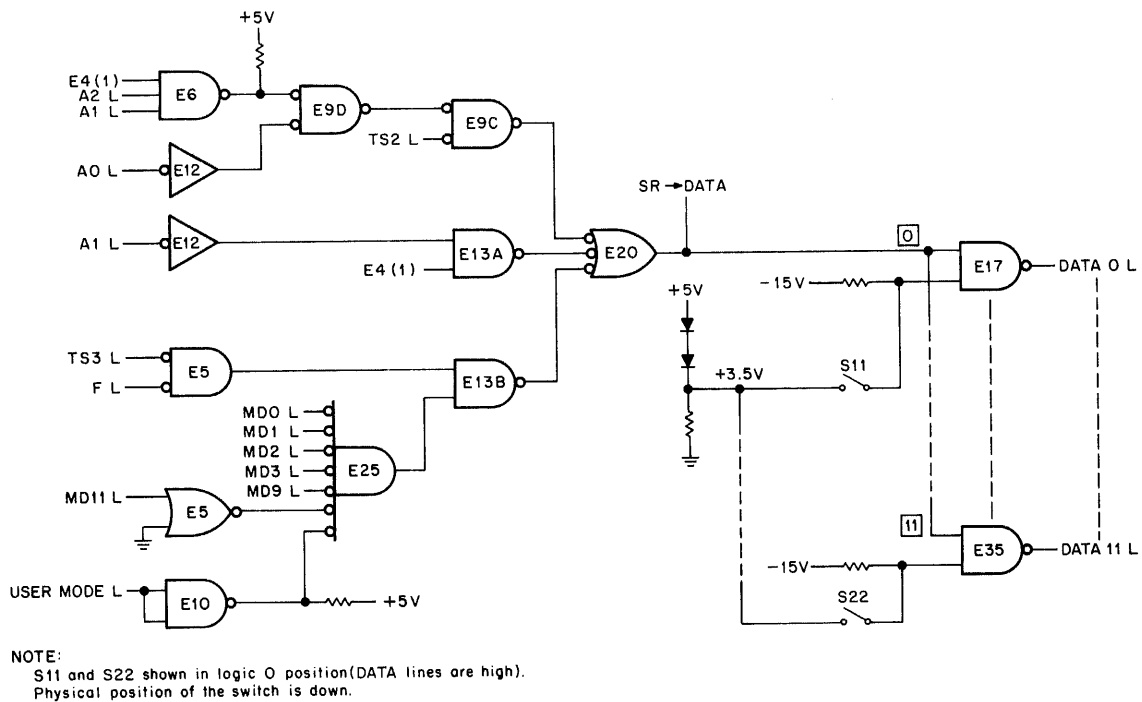 +5V
E4(1)
A2 L
A1 L
E6
E9D
E9C
TS2 L
A0 L
E12
SR→DATA
A1 L
E12
E13A
E4(1)
E20
0
E17
DATA 0 L
-15V
+5V
TS3 L
F L
E5
E13B
+3.5V
S11
MD0 L
MD1 L
MD2 L
MD3 L
MD9 L
E25
MD11 L
E5
11
E35
DATA 11 L
-15V
USER MODE L
E10
+5V
S22
NOTE:
S11 and S22 shown in logic 0 position(DATA lines are high).
Physical position of the switch is down.